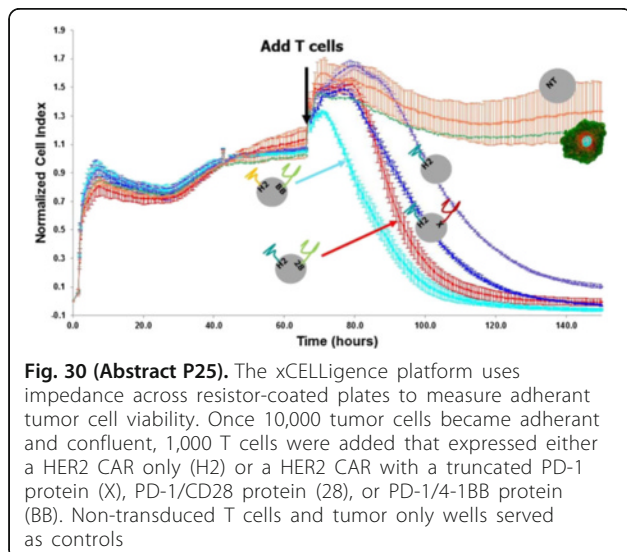 1.9
1.7
Add T cells
NT
1.5
1.3
1.1
H2
0.9
H2 BB
0.7
H2 X
0.5
0.3
H2 28
0.1
-0.1
Normalized Cell Index
0.0 20.0 40.0 60.0 80.0 100.0 120.0 140.0
Time (hours)
Fig. 30 (Abstract P25). The xCELLigence platform uses
impedance across resistor-coated plates to measure adherant
tumor cell viability. Once 10,000 tumor cells became adherant
and confluent, 1,000 T cells were added that expressed either
a HER2 CAR only (H2) or a HER2 CAR with a truncated PD-1
protein (X), PD-1/CD28 protein (28), or PD-1/4-1BB protein
(BB). Non-transduced T cells and tumor only wells served
as controls